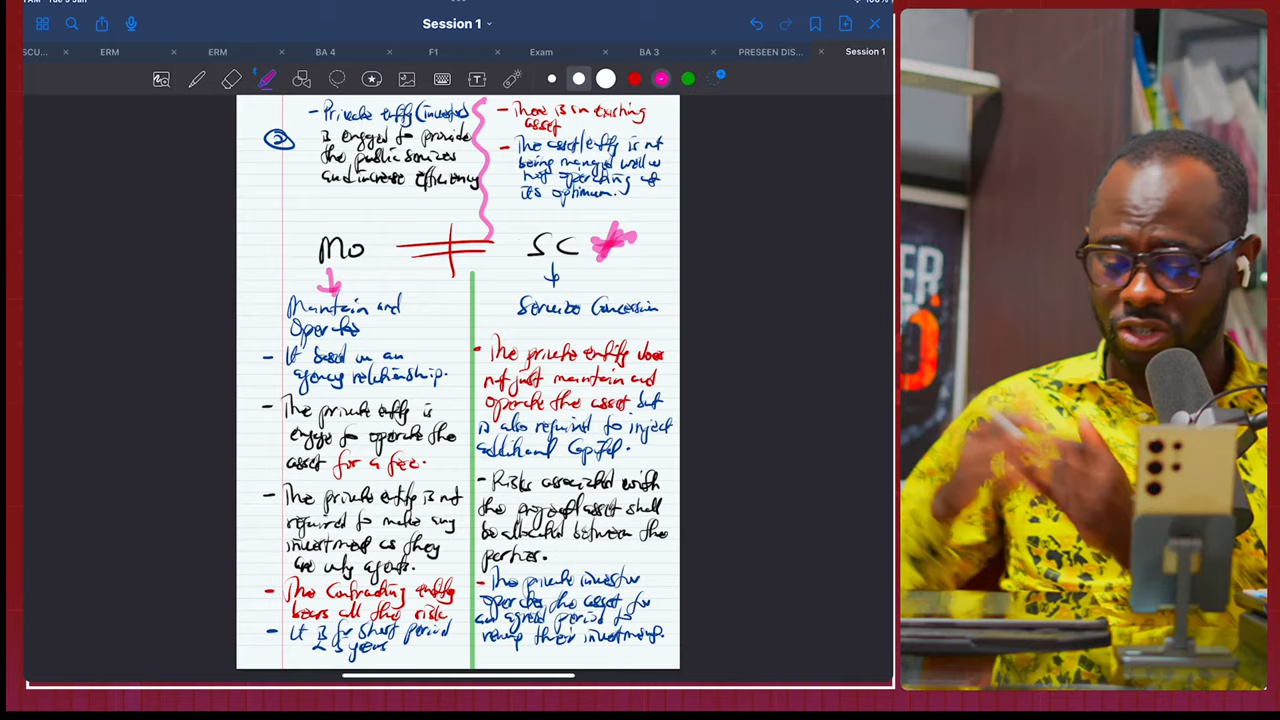 Session 1
ERM
ERM
BA 4
F1
Exam
BA 3
PRESEEN DIS...
Session 1
T
2
- Private entity (investor)
is engaged to provide
the public services
and increase efficiency
- There is an existing
asset
- The asset/entity is not
being managed well or
not operating at
its optimum.
MO
SC
Maintain and
Operate
Service Concession
- It based on an
agency relationship.
- The private entity is
engage to operate the
asset for a fee.
- The private entity is not
required to make any
investment as they
are only agents.
- The Contracting entity
bears all the risk
- It is for short period
- The private entity does
not just maintain and
operate the asset but
is also required to inject
additional Capital.
- Risks associated with
the project/asset shall
be allocated between the
parties.
- The private investor
operates the asset for
an agreed period to
recoup their investment.